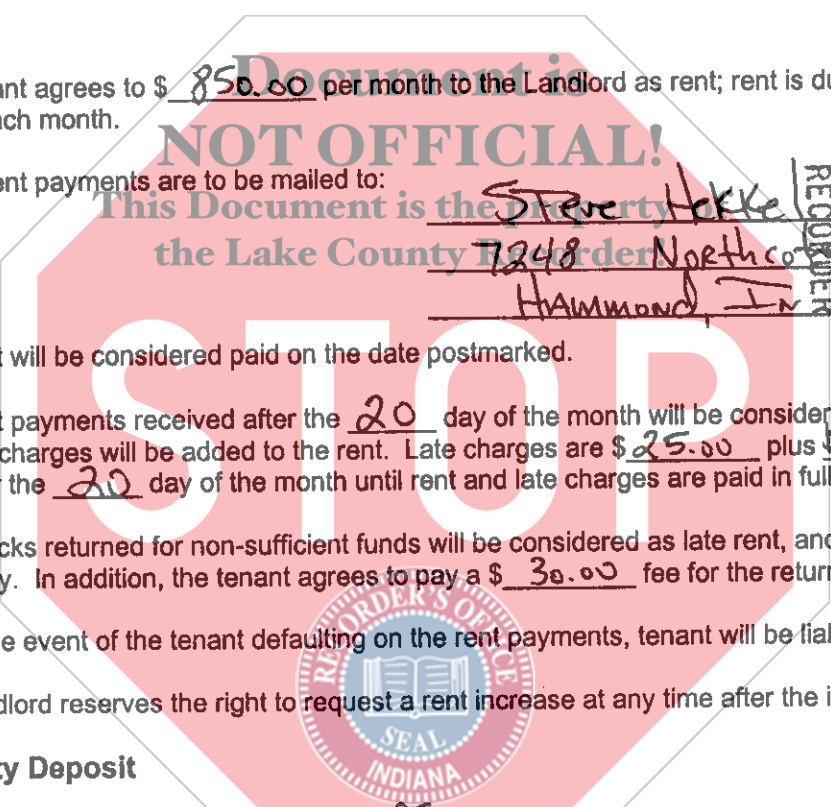 ant agrees to $ 850.00 per month to the Landlord as rent; rent is du
ach month.
ent payments are to be mailed to:
Steve Hekkel
7248 Northco
Hammond, IN
RECORDER
t will be considered paid on the date postmarked.
t payments received after the 20 day of the month will be consider
charges will be added to the rent. Late charges are $ 25.00 plus $
r the 20 day of the month until rent and late charges are paid in full
cks returned for non-sufficient funds will be considered as late rent, and
y. In addition, the tenant agrees to pay a $ 30.00 fee for the return
e event of the tenant defaulting on the rent payments, tenant will be liab
dlord reserves the right to request a rent increase at any time after the i
ty Deposit
Document is
NOT OFFICIAL!
This Document is the property of
the Lake County Recorder!
STOP
RECORDER'S OFFICE
SEAL
INDIANA